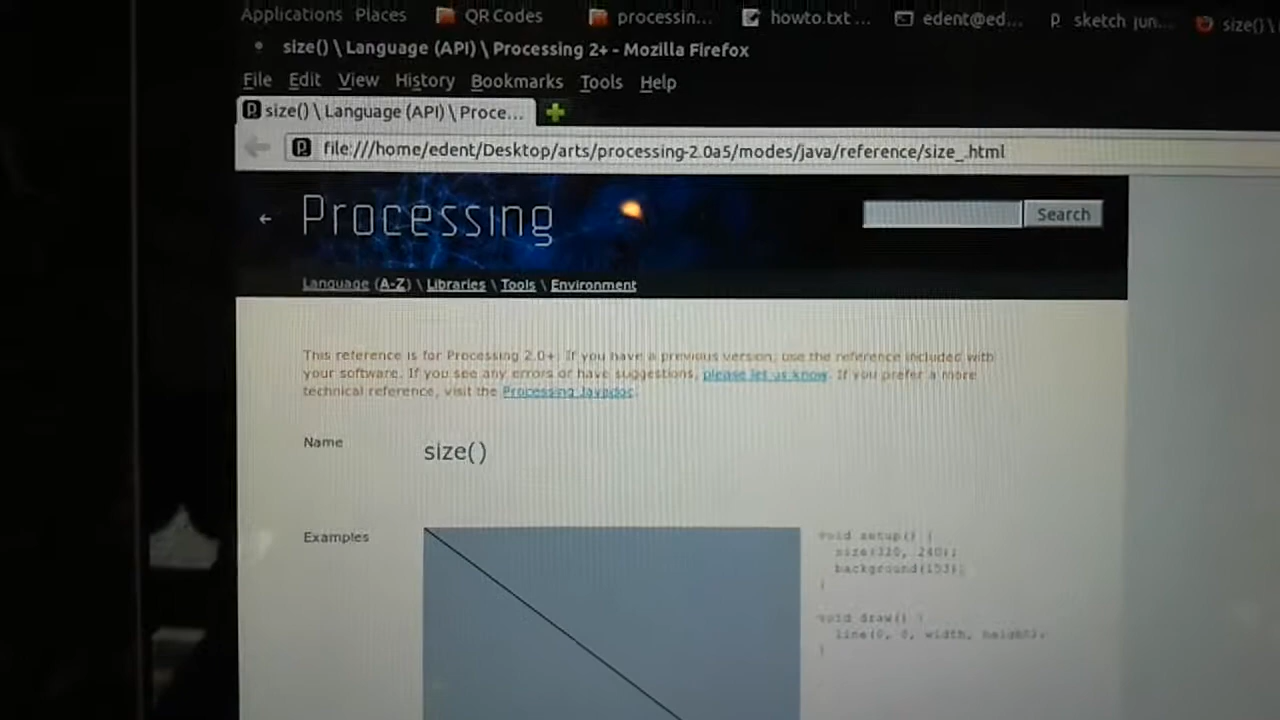 Applications Places QR Codes processin... howto.txt ... edent@ed... sketch_jun... size() \
size() \ Language (API) \ Processing 2+ - Mozilla Firefox
File Edit View History Bookmarks Tools Help
size() \ Language (API) \ Proce...
file:///home/edent/Desktop/arts/processing-2.0a5/modes/java/reference/size_.html
Processing
Search
Language (A-Z) \ Libraries \ Tools \ Environment
This reference is for Processing 2.0+. If you have a previous version, use the reference included with
your software. If you see any errors or have suggestions, please let us know. If you prefer a more
technical reference, visit the Processing Javadoc.
Name
size()
Examples
void setup() {
size(320, 240);
background(153);
}
void draw() {
line(0, 0, width, height);
}